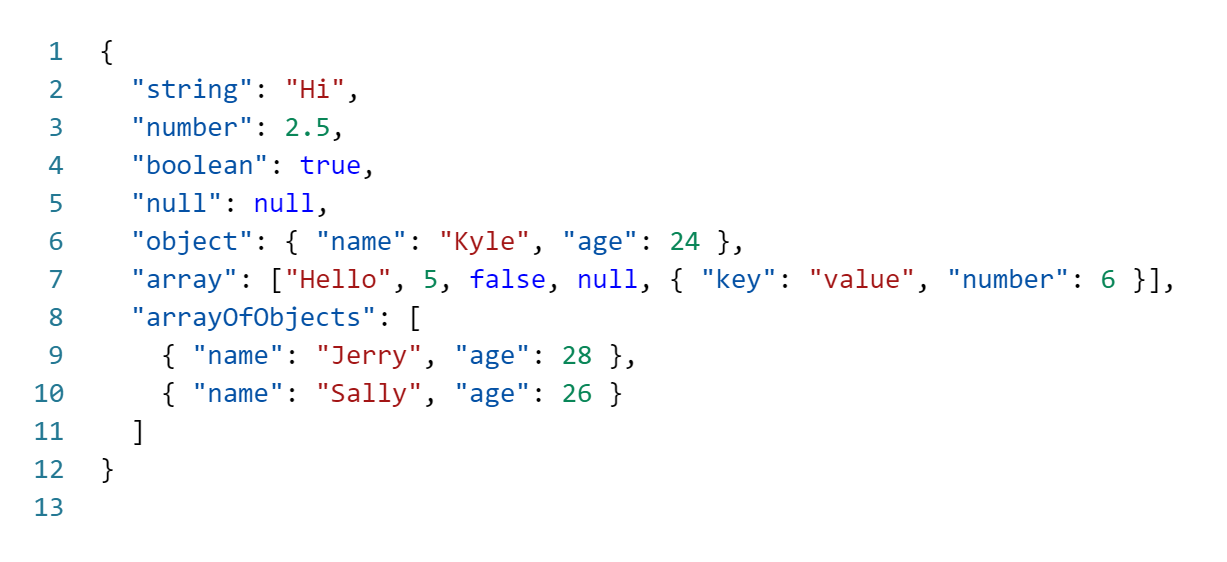 1 {
2   "string": "Hi",
3   "number": 2.5,
4   "boolean": true,
5   "null": null,
6   "object": { "name": "Kyle", "age": 24 },
7   "array": ["Hello", 5, false, null, { "key": "value", "number": 6 }],
8   "arrayOfObjects": [
9     { "name": "Jerry", "age": 28 },
10     { "name": "Sally", "age": 26 }
11   ]
12 }
13